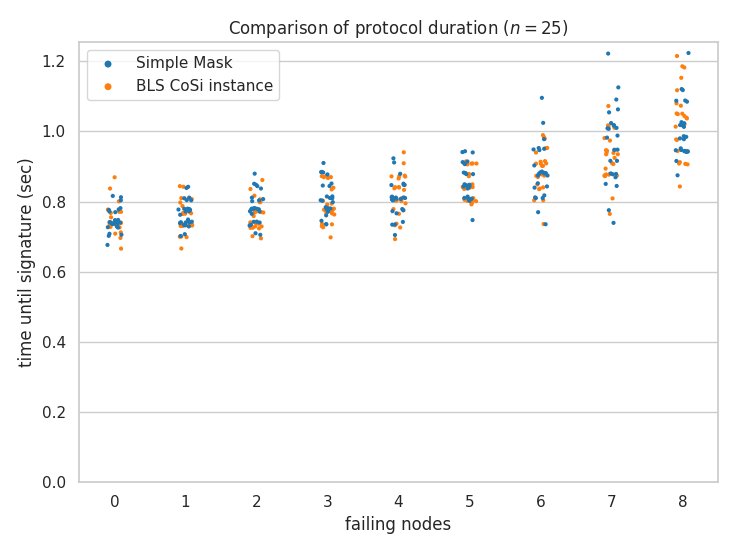 Comparison of protocol duration (n = 25)
Simple Mask
BLS CoSi instance
time until signature (sec)
1.2
1.0
0.8
0.6
0.4
0.2
0.0
0 1 2 3 4 5 6 7 8
failing nodes